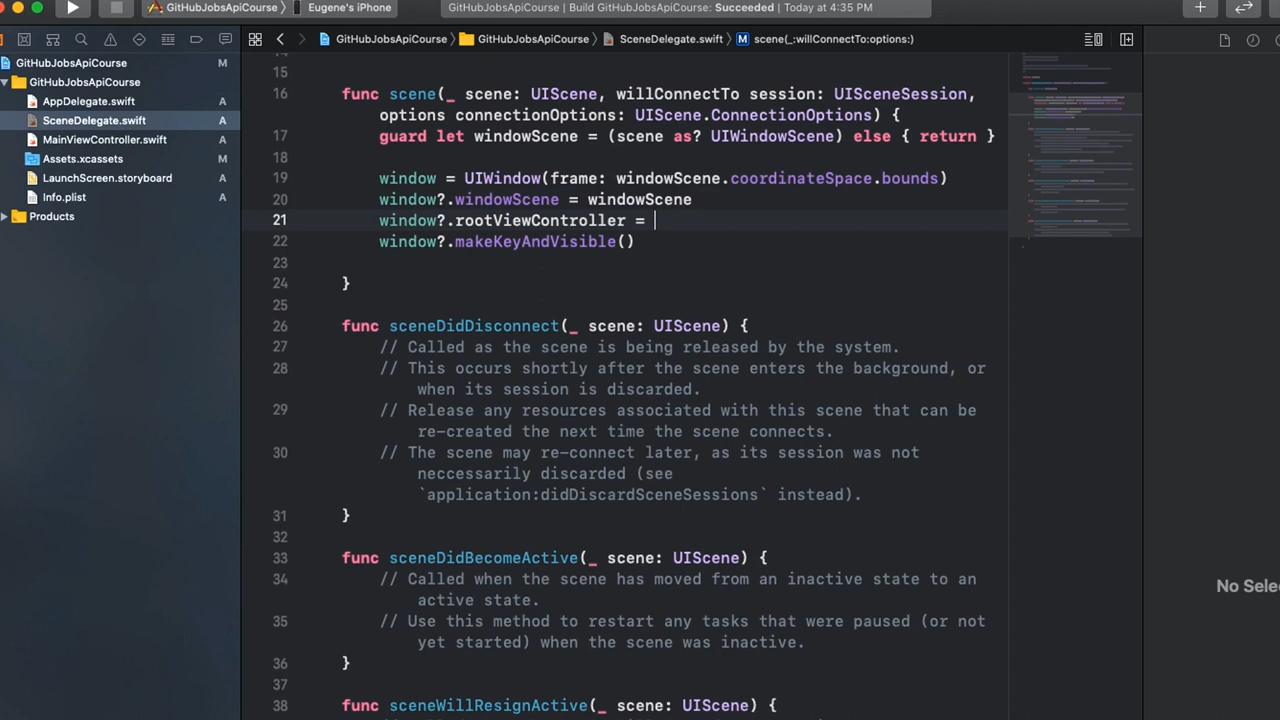 GitHubJobsApiCourse
Eugene's iPhone
GitHubJobsApiCourse | Build GitHubJobsApiCourse: Succeeded | Today at 4:35 PM
GitHubJobsApiCourse
GitHubJobsApiCourse
SceneDelegate.swift
M scene(_:willConnectTo:options:)
GitHubJobsApiCourse M
GitHubJobsApiCourse
AppDelegate.swift A
SceneDelegate.swift A
MainViewController.swift A
Assets.xcassets M
LaunchScreen.storyboard A
Info.plist A
Products
15
16 func scene(_ scene: UIScene, willConnectTo session: UISceneSession,
options connectionOptions: UIScene.ConnectionOptions) {
17 guard let windowScene = (scene as? UIWindowScene) else { return }
18
19 window = UIWindow(frame: windowScene.coordinateSpace.bounds)
20 window?.windowScene = windowScene
21 window?.rootViewController =
22 window?.makeKeyAndVisible()
23
24 }
25
26 func sceneDidDisconnect(_ scene: UIScene) {
27 // Called as the scene is being released by the system.
28 // This occurs shortly after the scene enters the background, or
when its session is discarded.
29 // Release any resources associated with this scene that can be
re-created the next time the scene connects.
30 // The scene may re-connect later, as its session was not
neccessarily discarded (see
`application:didDiscardSceneSessions` instead).
31 }
32
33 func sceneDidBecomeActive(_ scene: UIScene) {
34 // Called when the scene has moved from an inactive state to an
active state.
35 // Use this method to restart any tasks that were paused (or not
yet started) when the scene was inactive.
36 }
37
38 func sceneWillResignActive(_ scene: UIScene) {
No Selec